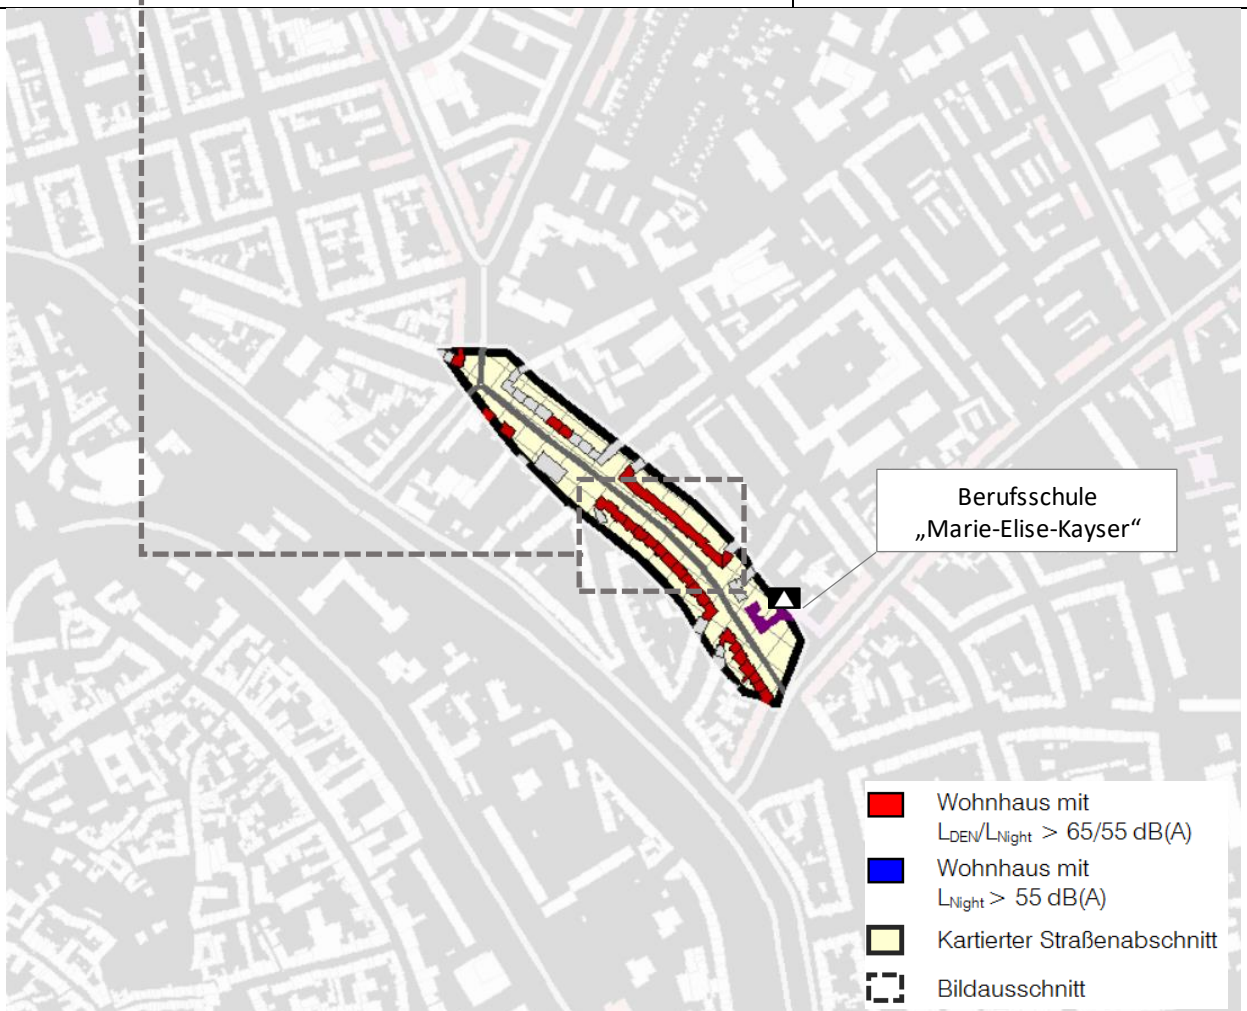 Berufsschule
„Marie-Elise-Kayser“
Wohnhaus mit
LDEN/LNight > 65/55 dB(A)
Wohnhaus mit
LNight > 55 dB(A)
Kartierter Straßenabschnitt
Bildausschnitt